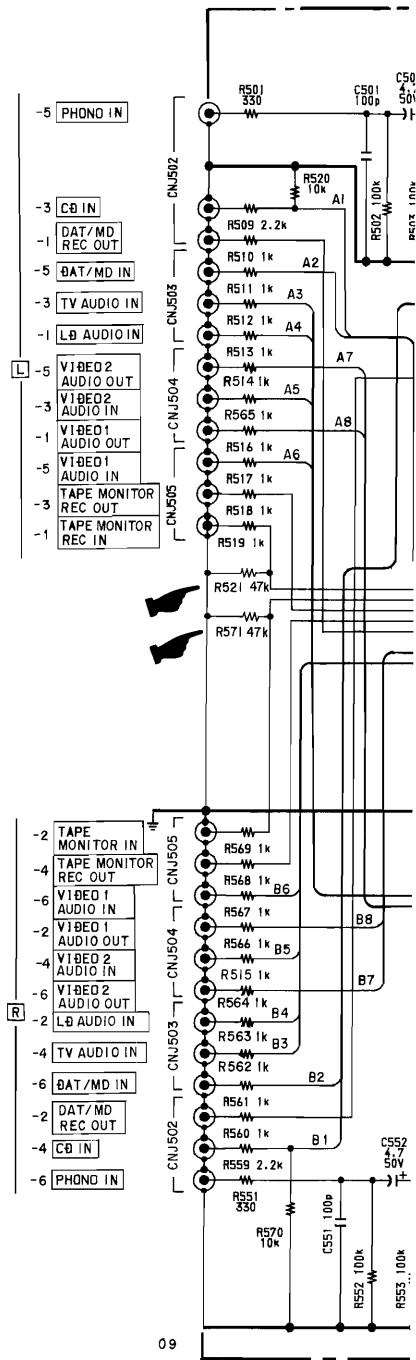 R501
330
C501
100p
50V
-5 PHONO IN
CNJ502
R520
10k
A1
R502 100k
R503 100k
-3 CD IN
R509 2.2k
-1 DAT/MD
REC OUT
R510 1k
A2
-5 DAT/MD IN
CNJ503
R511 1k
A3
-3 TV AUDIO IN
R512 1k
A4
-1 LD AUDIO IN
R513 1k
A7
L
-5 VIDEO2
AUDIO OUT
CNJ504
R514 1k
-3 VIDEO2
AUDIO IN
A5
R565 1k
-1 VIDEO1
AUDIO OUT
A8
R516 1k
-5 VIDEO1
AUDIO IN
A6
CNJ505
R517 1k
-3 TAPE MONITOR
REC OUT
R518 1k
-1 TAPE MONITOR
REC IN
R519 1k
R521 47k
R571 47k
-2 TAPE
MONITOR IN
CNJ505
R569 1k
-4 TAPE MONITOR
REC OUT
R568 1k
B6
-6 VIDEO1
AUDIO IN
R567 1k
-2 VIDEO1
AUDIO OUT
B8
CNJ504
R566 1k
-4 VIDEO2
AUDIO IN
B5
R515 1k
-6 VIDEO2
AUDIO OUT
B7
R564 1k
R
-2 LD AUDIO IN
B4
CNJ503
R563 1k
-4 TV AUDIO IN
B3
R562 1k
-6 DAT/MD IN
B2
R561 1k
-2 DAT/MD
REC OUT
CNJ502
R560 1k
-4 CD IN
B1
R559 2.2k
C552
4.7
50V
+
-6 PHONO IN
R551
330
R570
10k
C551 100p
R552 100k
R553 100k
09